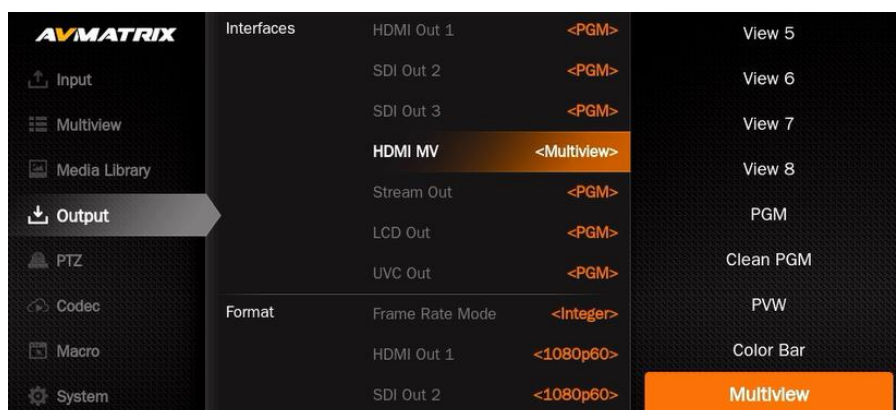 AVMATRIX
Input
Multiview
Media Library
Output
PTZ
Codec
Macro
System
Interfaces
HDMI Out 1 <PGM>
SDI Out 2 <PGM>
SDI Out 3 <PGM>
HDMI MV <Multiview>
Stream Out <PGM>
LCD Out <PGM>
UVC Out <PGM>
Format
Frame Rate Mode <Integer>
HDMI Out 1 <1080p60>
SDI Out 2 <1080p60>
View 5
View 6
View 7
View 8
PGM
Clean PGM
PVW
Color Bar
Multiview